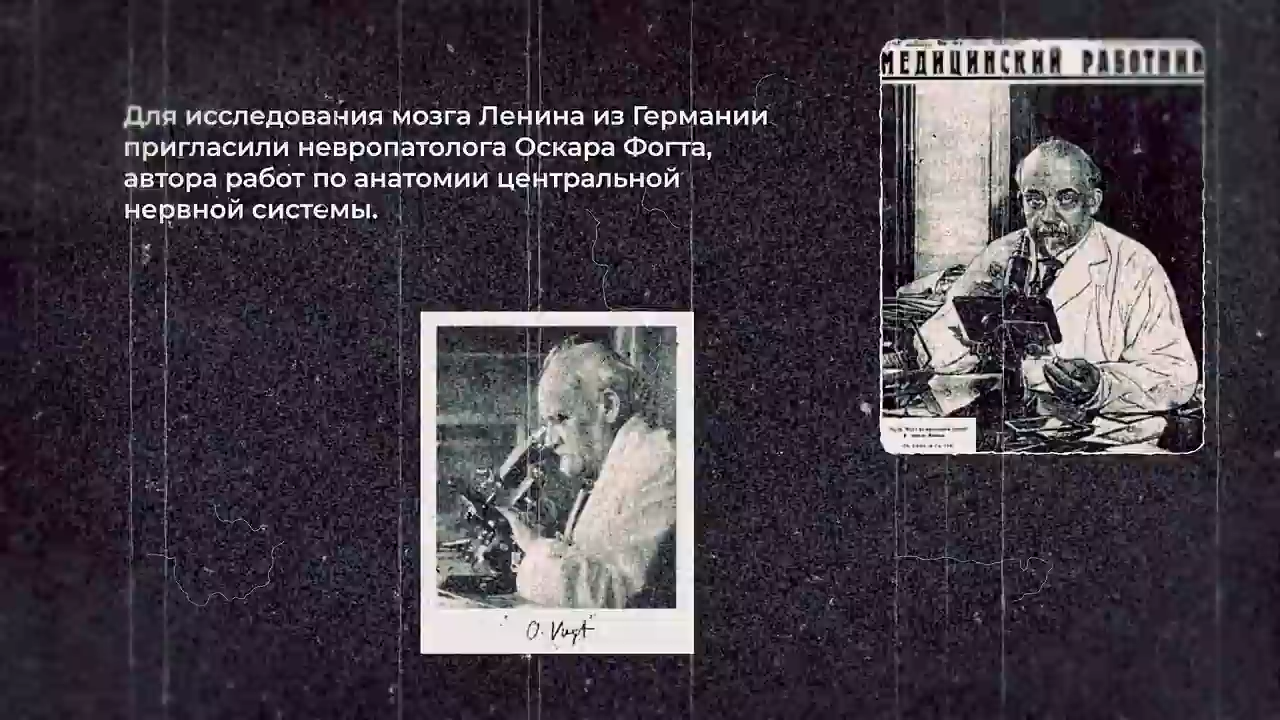 Для исследования мозга Ленина из Германии
пригласили невропатолога Оскара Фогта,
автора работ по анатомии центральной
нервной системы.
МЕДИЦИНСКИЙ РАБОТНИК
O. Vogt